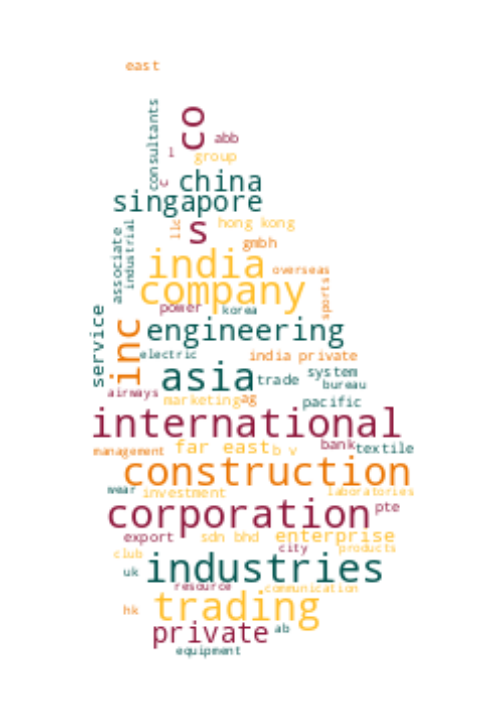 east
consultants
co
abb
l
group
c
china
singapore
llc
s
hong kong
gmbh
associate
industrial
india
overseas
company
sports
power
korea
service
inc
engineering
electric
india private
asia
trade
system
bureau
airways
marketing
ag
pacific
international
management
far east
b v
bank
textile
construction
wear
investment
laboratories
corporation
pte
export
sdn bhd
enterprise
city
products
club
uk
industries
resource
communication
hk
trading
private
ab
equipment